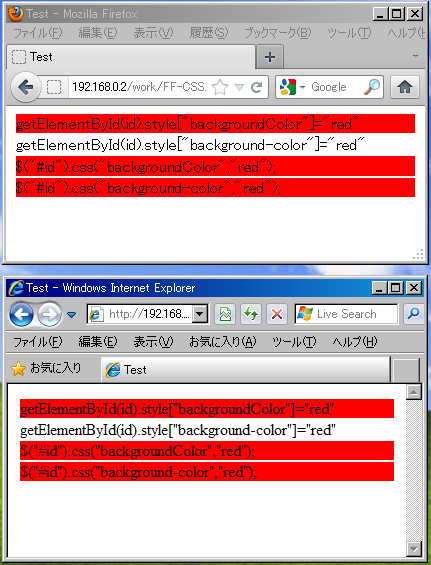 Test - Mozilla Firefox
ファイル(F) 編集(E) 表示(V) 履歴(S) ブックマーク(B) ツール(T) ヘルプ(H
Test
192.168.0.2/work/FF-CSS. Google
getElementById(id).style["backgroundColor"]="red"
getElementById(id).style["background-color"]="red"
$("#id").css("backgroundColor","red");
$("#id").css("background-color","red");
Test - Windows Internet Explorer
http://192.168.... Live Search
ファイル(F) 編集(E) 表示(V) お気に入り(A) ツール(T) ヘルプ(H)
お気に入り Test
getElementById(id).style["backgroundColor"]="red"
getElementById(id).style["background-color"]="red"
$("#id").css("backgroundColor","red");
$("#id").css("background-color","red");